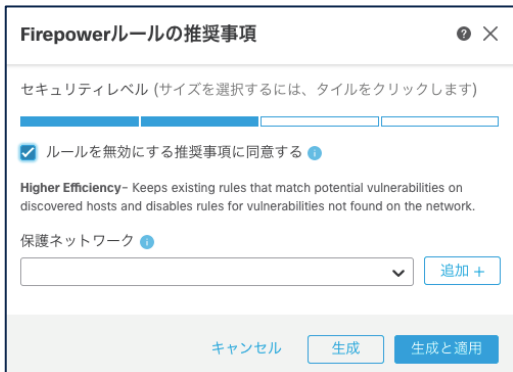 Firepowerルールの推奨事項
セキュリティレベル (サイズを選択するには、タイルをクリックします)
ルールを無効にする推奨事項に同意する
Higher Efficiency– Keeps existing rules that match potential vulnerabilities on
discovered hosts and disables rules for vulnerabilities not found on the network.
保護ネットワーク
追加 +
キャンセル
生成
生成と適用